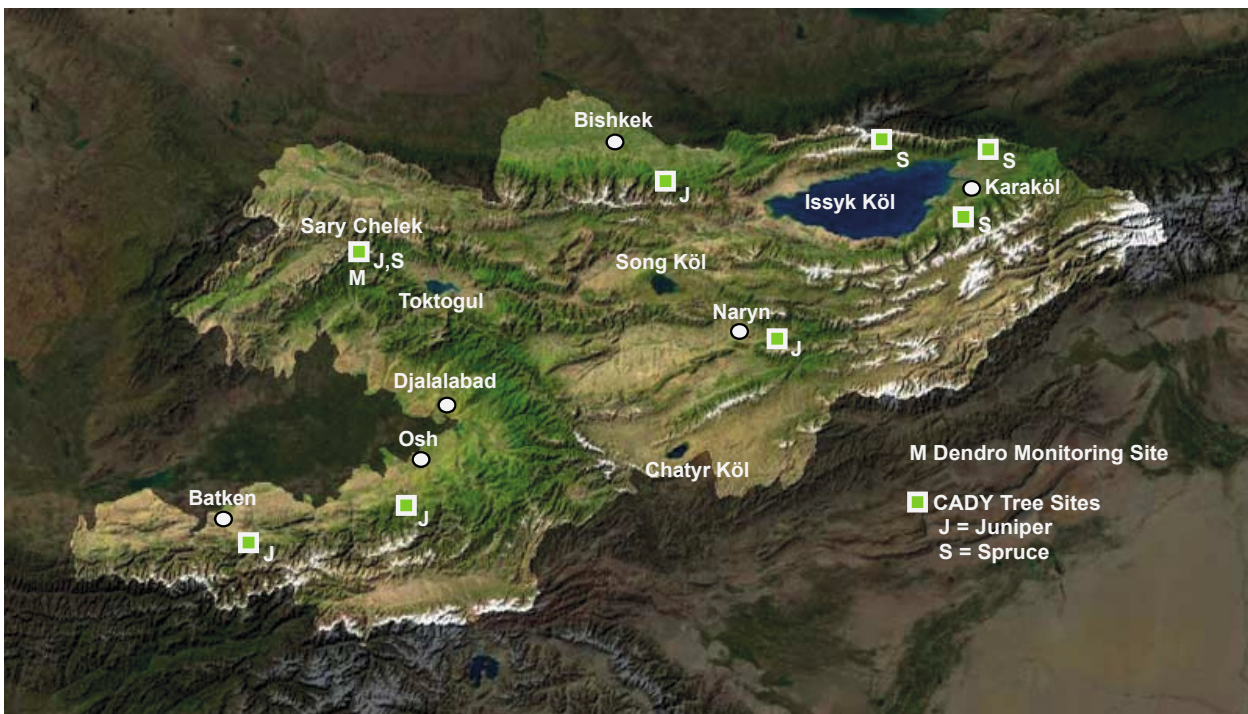 Bishkek
S
S
J
Karaköl
Issyk Köl
Sary Chelek
S
J,S
M
Song Köl
Toktogul
Naryn
J
Djalalabad
Osh
M Dendro Monitoring Site
Chatyr Köl
Batken
CADY Tree Sites
J
J = Juniper
J
S = Spruce